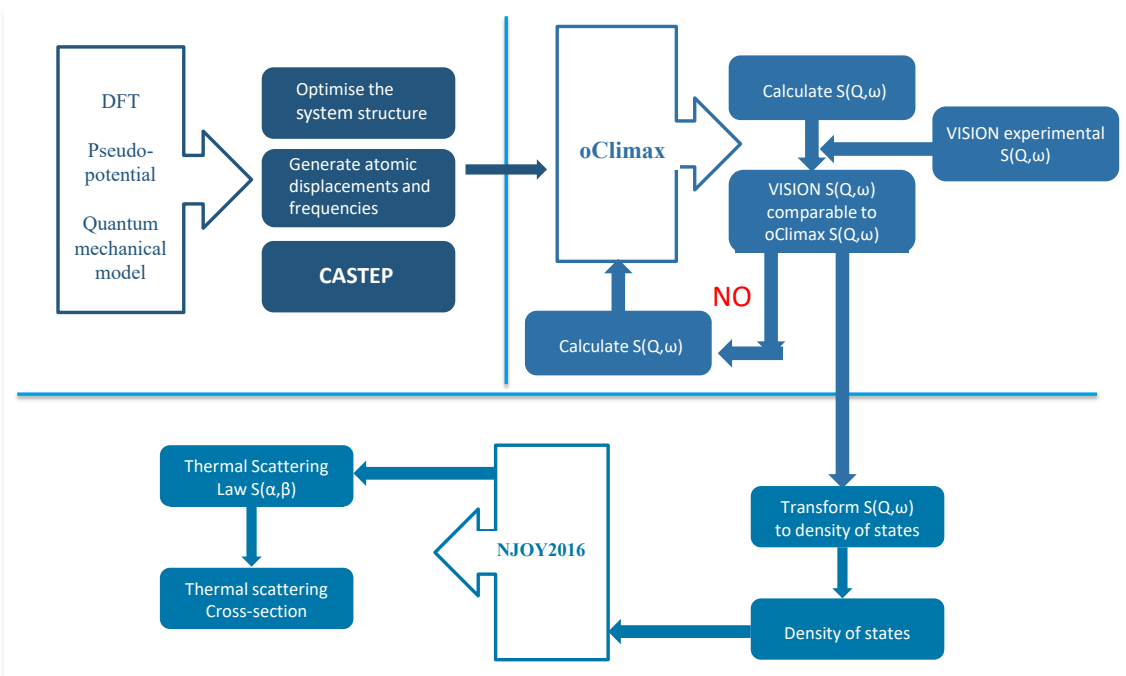 DFT
Pseudo-
potential
Quantum
mechanical
model
Optimise the
system structure
Generate atomic
displacements and
frequencies
CASTEP
oClimax
Calculate S(Q,ω)
VISION experimental
S(Q,ω)
VISION S(Q,ω)
comparable to
oClimax S(Q,ω)
NO
Calculate S(Q,ω)
Thermal Scattering
Law S(α,β)
Thermal scattering
Cross-section
NJOY2016
Transform S(Q,ω)
to density of states
Density of states